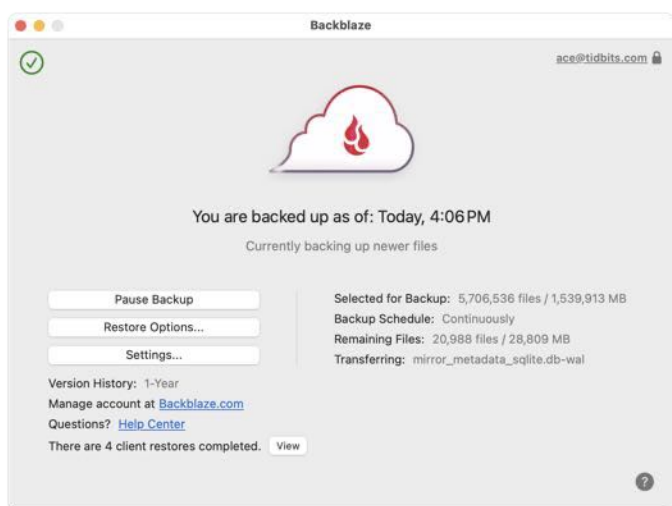 Backblaze
ace@tidbits.com
You are backed up as of: Today, 4:06 PM
Currently backing up newer files
Pause Backup
Restore Options...
Settings...
Version History: 1-Year
Manage account at Backblaze.com
Questions? Help Center
There are 4 client restores completed. View
Selected for Backup: 5,706,536 files / 1,539,913 MB
Backup Schedule: Continuously
Remaining Files: 20,988 files / 28,809 MB
Transferring: mirror_metadata_sqlite.db-wal
?